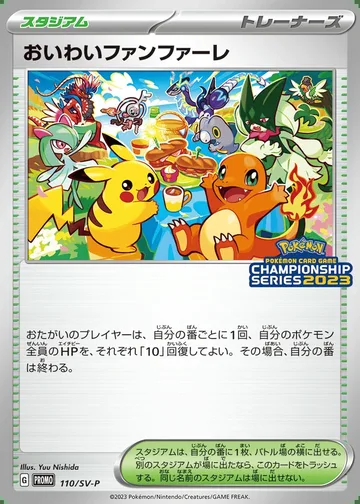 スタジアム
トレーナーズ
おいわいファンファーレ
Pokémon
POKÉMON CARD GAME
CHAMPIONSHIP
SERIES 2023
おたがいのプレイヤーは、自分の番ごとに1回、自分のポケモン
全員のHPを、それぞれ「10」回復してよい。その場合、自分の番
は終わる。
Illus. Yuu Nishida
G PROMO 110/SV-P
スタジアムは、自分の番に1枚、バトル場の横に出せる。
別のスタジアムが場に出たなら、このカードをトラッシュ
する。同じ名前のスタジアムは場に出せない。
©2023 Pokémon/Nintendo/Creatures/GAME FREAK.